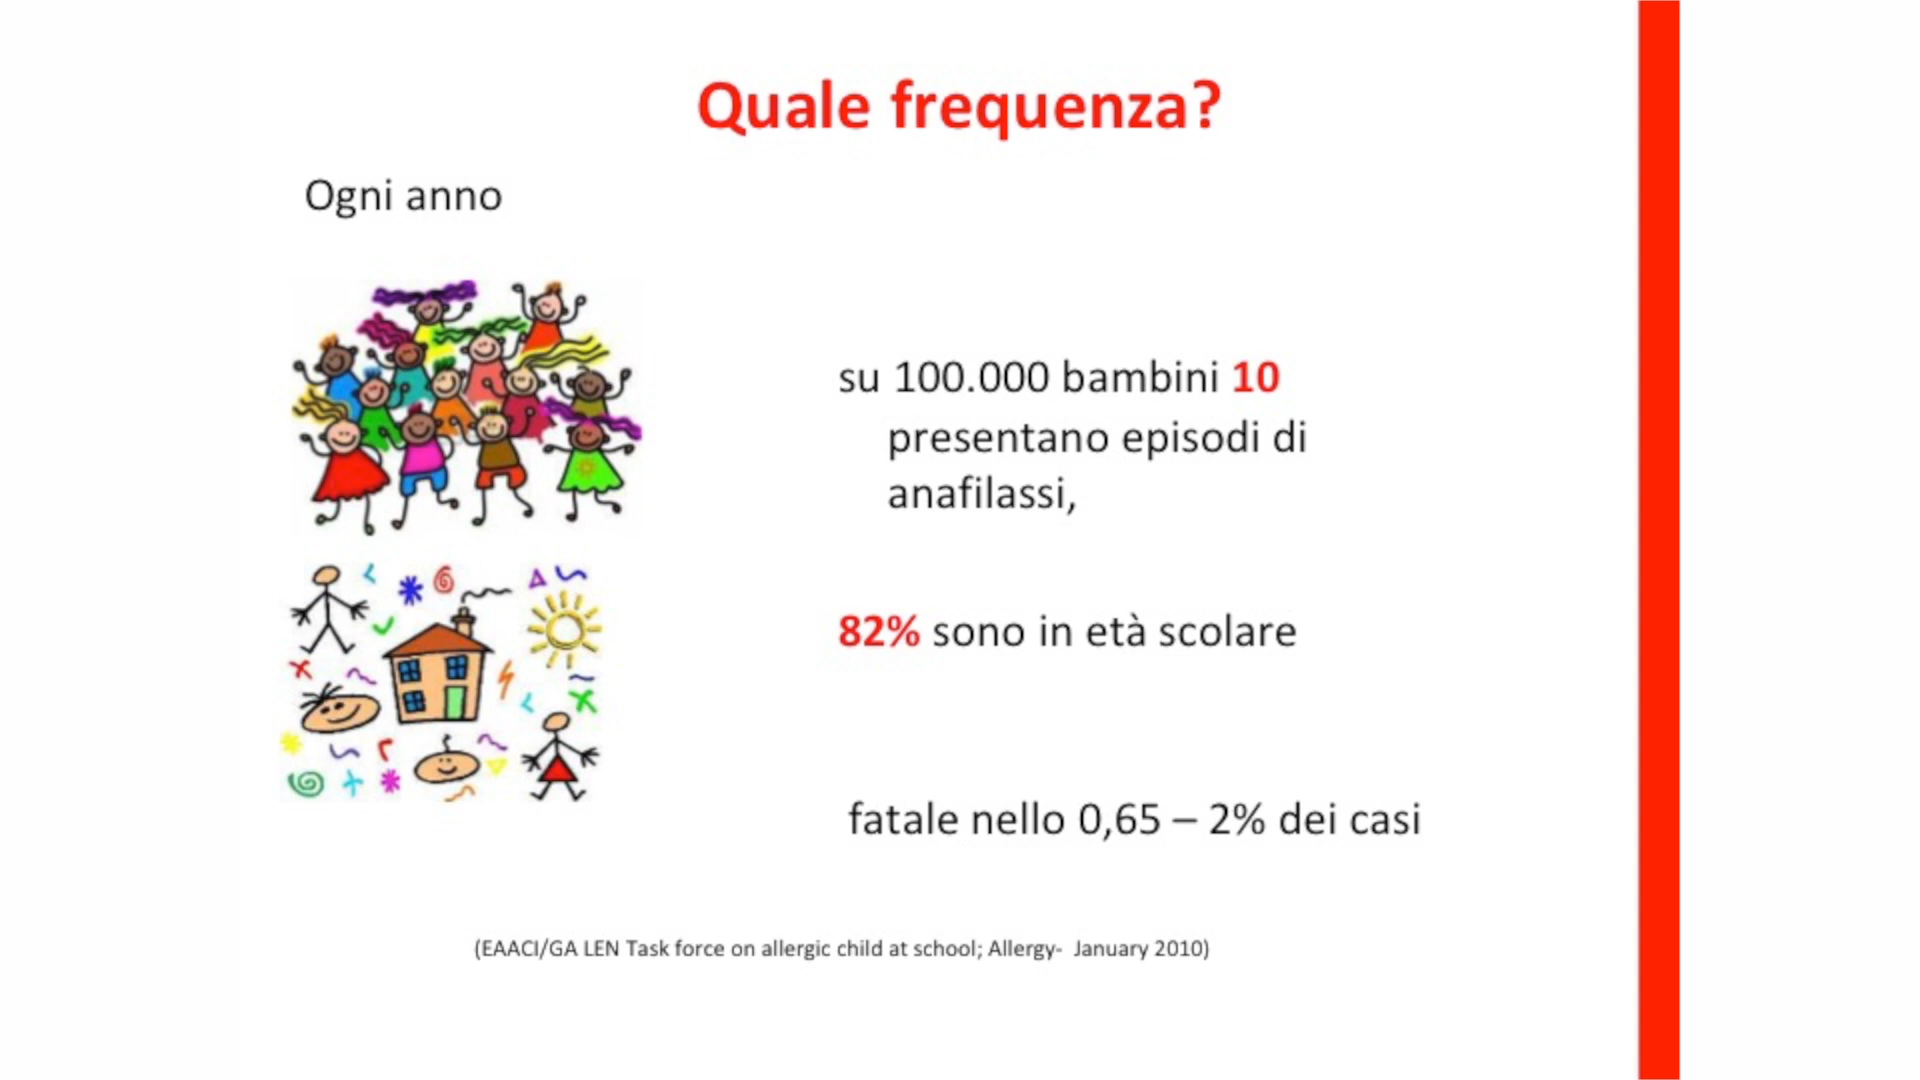 Quale frequenza?
Ogni anno
su 100.000 bambini 10
presentano episodi di
anafilassi,
82% sono in età scolare
fatale nello 0,65 – 2% dei casi
(EAACI/GA LEN Task force on allergic child at school; Allergy- January 2010)